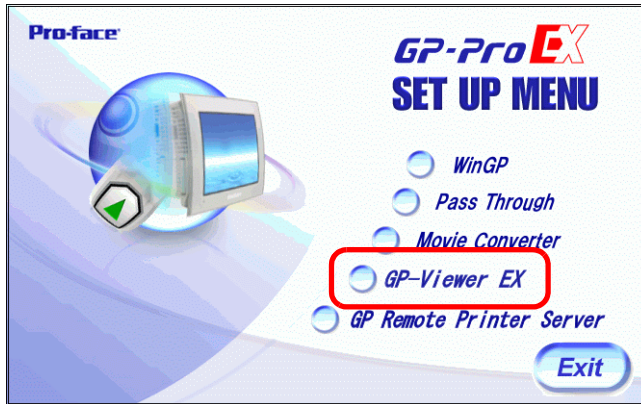 Pro-face
GP-Pro EX
SET UP MENU
WinGP
Pass Through
Movie Converter
GP-Viewer EX
GP Remote Printer Server
Exit